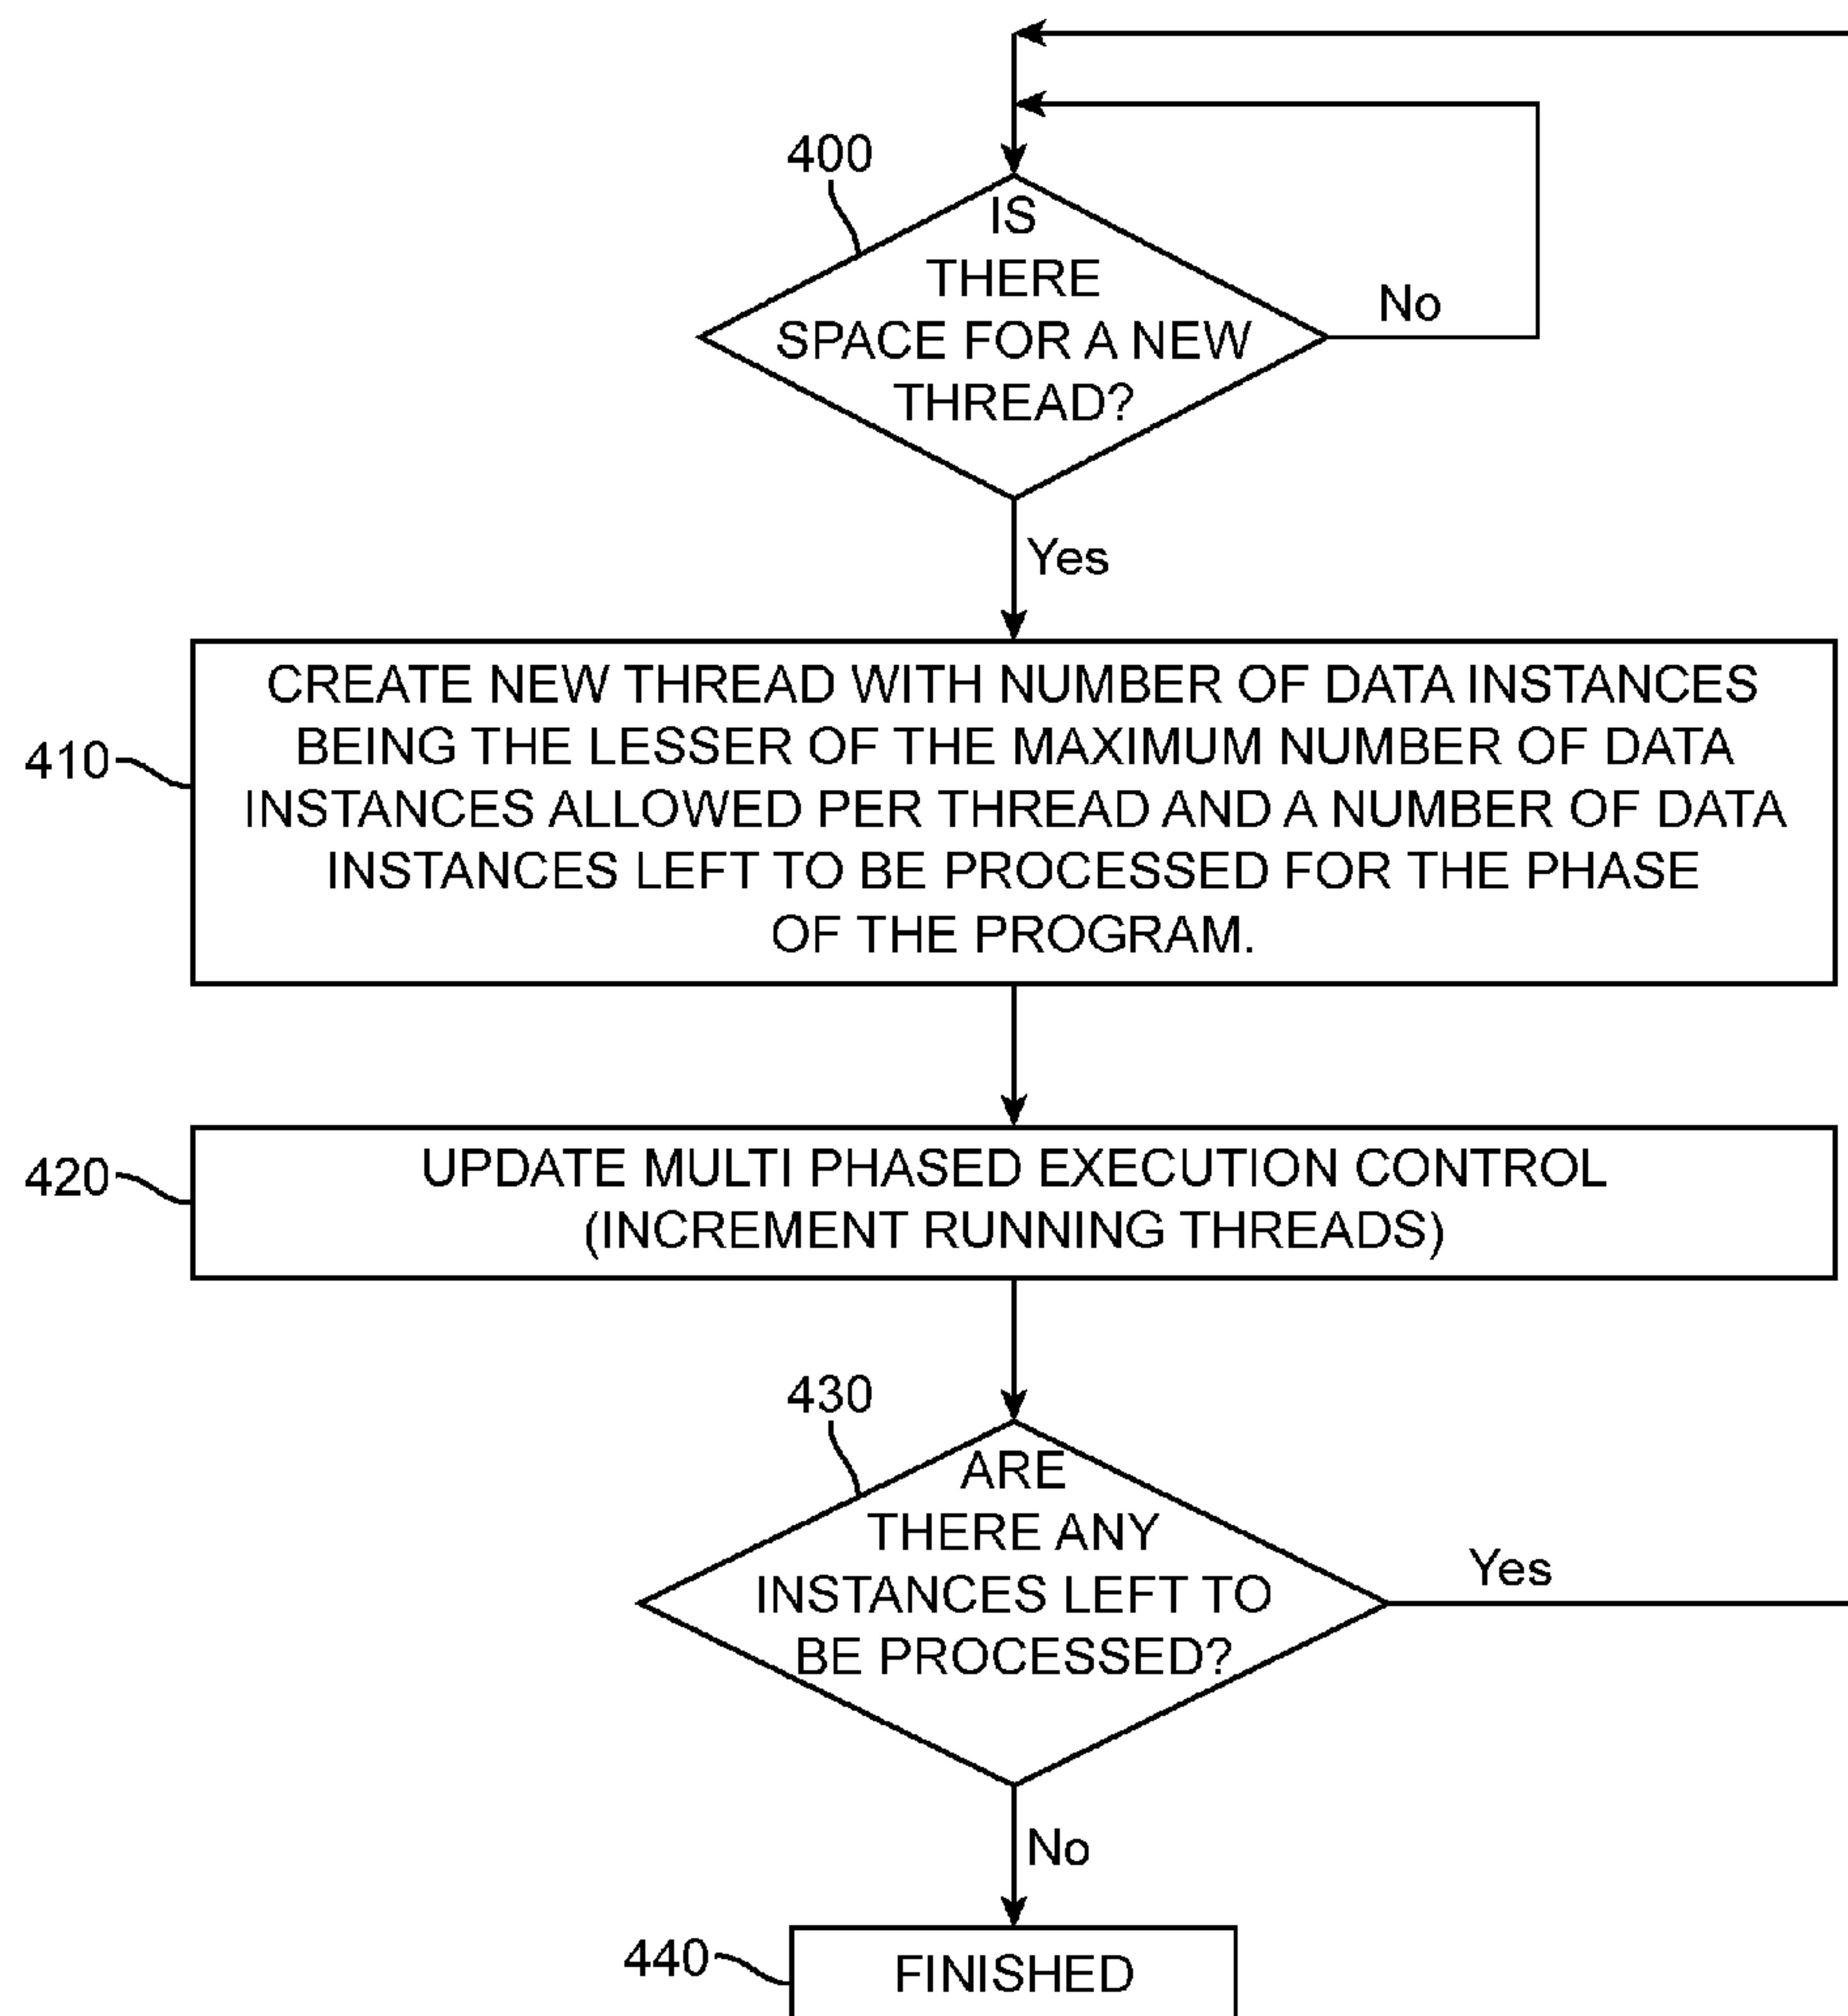 400
IS
THERE
SPACE FOR A NEW
THREAD?
No
Yes
410
CREATE NEW THREAD WITH NUMBER OF DATA INSTANCES
BEING THE LESSER OF THE MAXIMUM NUMBER OF DATA
INSTANCES ALLOWED PER THREAD AND A NUMBER OF DATA
INSTANCES LEFT TO BE PROCESSED FOR THE PHASE
OF THE PROGRAM.
420
UPDATE MULTI PHASED EXECUTION CONTROL
(INCREMENT RUNNING THREADS)
430
ARE
THERE ANY
INSTANCES LEFT TO
BE PROCESSED?
Yes
No
440
FINISHED